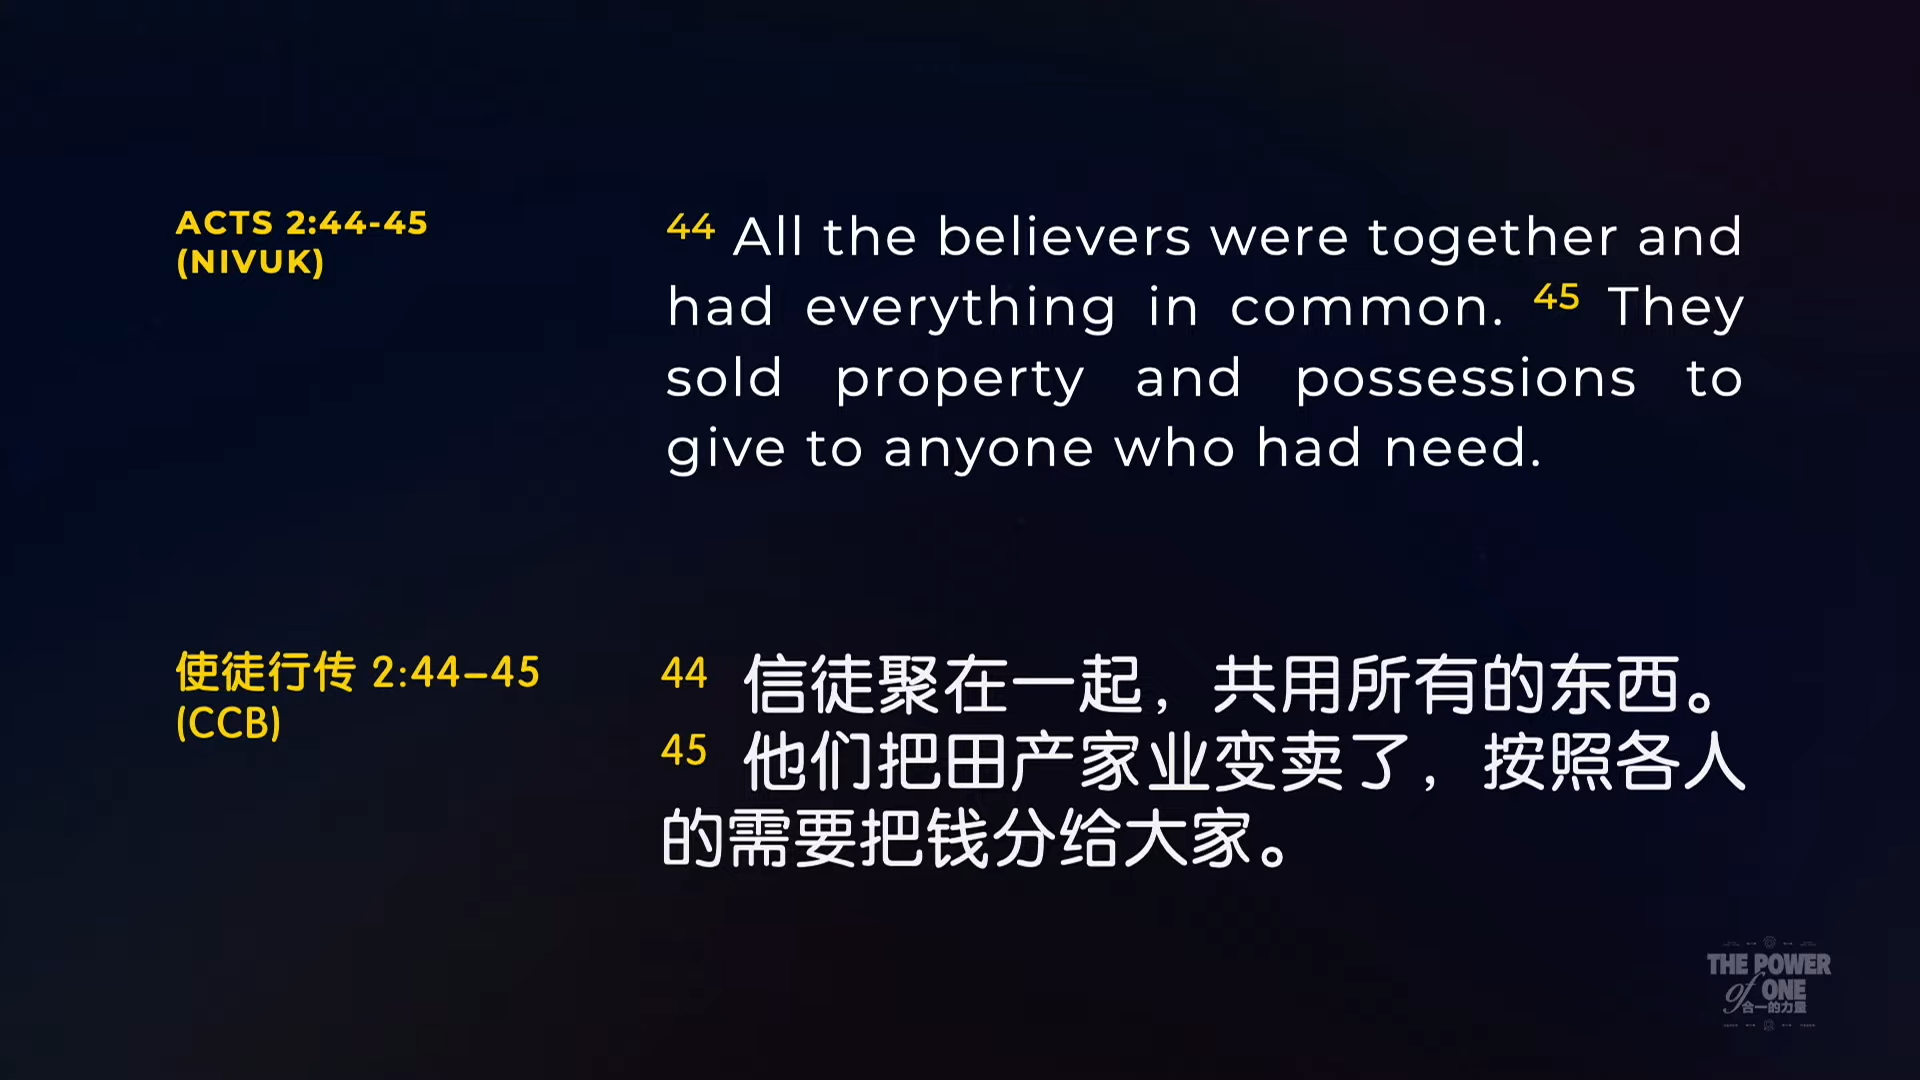 ACTS 2:44-45
(NIVUK)
44 All the believers were together and
had everything in common. 45 They
sold property and possessions to
give to anyone who had need.
使徒行传 2:44–45
(CCB)
44 信徒聚在一起，共用所有的东西。
45 他们把田产家业变卖了，按照各人
的需要把钱分给大家。
THE POWER
of ONE
合一的力量